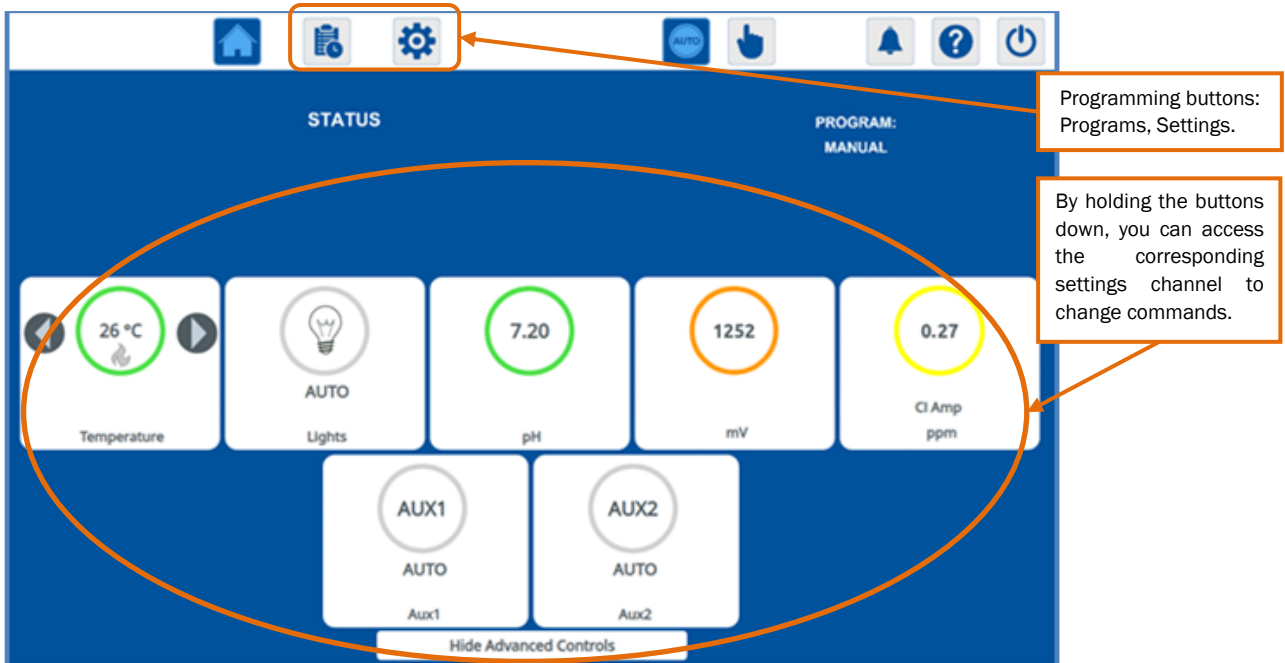 AUTO
?
Programming buttons:
Programs, Settings.
STATUS
PROGRAM:
MANUAL
By holding the buttons
down, you can access
the corresponding
settings channel to
change commands.
26 °C
Temperature
AUTO
Lights
7.20
pH
1252
mV
0.27
Cl Amp
ppm
AUX1
AUTO
Aux1
AUX2
AUTO
Aux2
Hide Advanced Controls